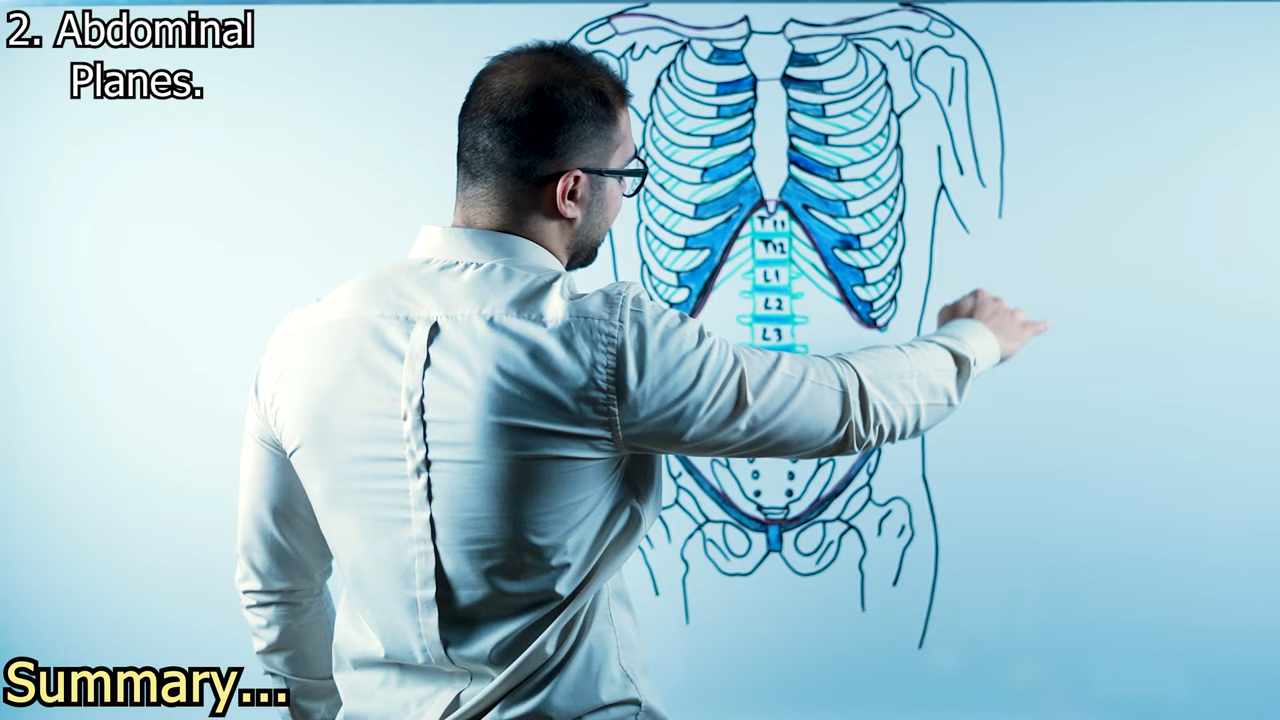 2. Abdominal
Planes.
T11
T12
L1
L2
L3
Summary...